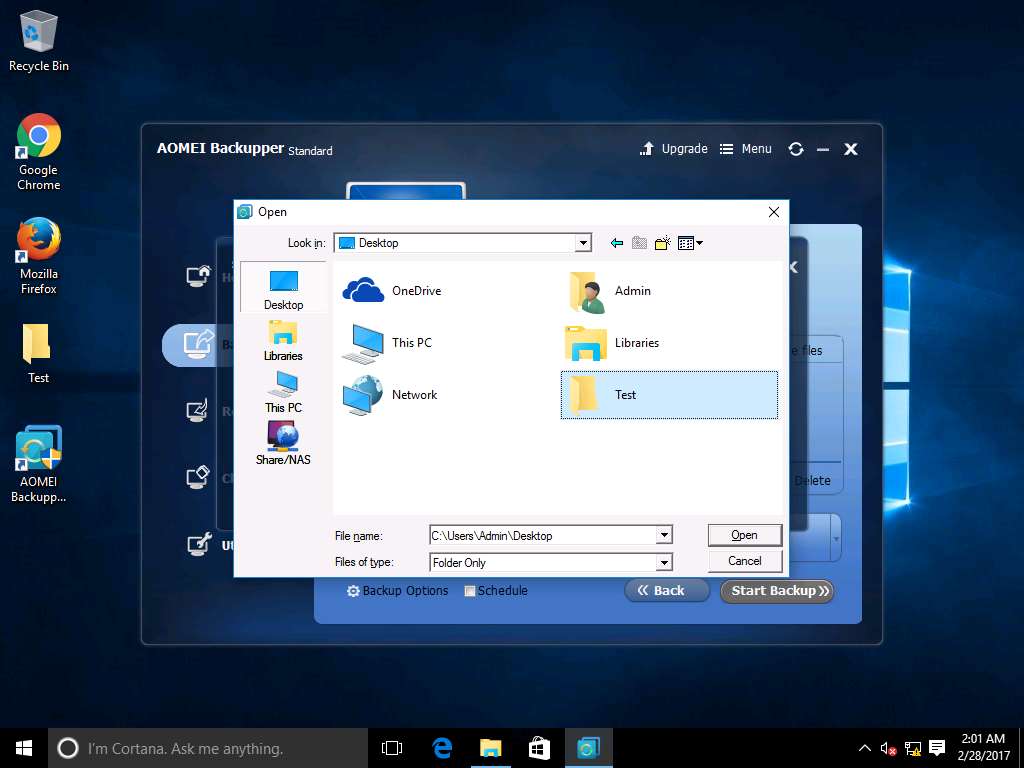 Recycle Bin
Google
Chrome
Mozilla
Firefox
Test
AOMEI
Backupp...
AOMEI Backupper Standard
Upgrade
Menu
Open
Look in:
Desktop
Desktop
Libraries
This PC
Share/NAS
OneDrive
Admin
This PC
Libraries
Network
Test
File name:
C:\Users\Admin\Desktop
Open
Files of type:
Folder Only
Cancel
files
Delete
Backup Options
Schedule
Back
Start Backup
I'm Cortana. Ask me anything.
2:01 AM
2/28/2017